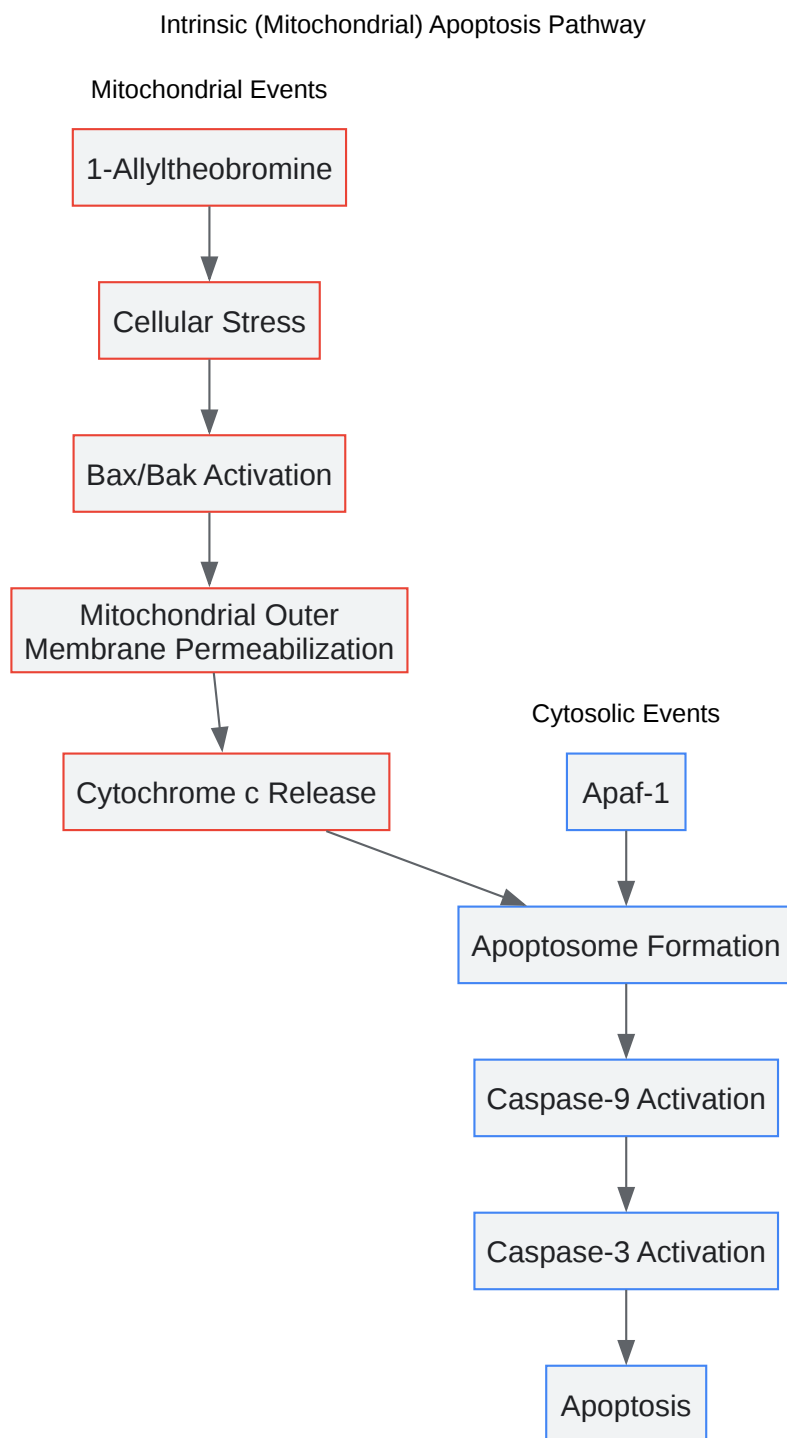 Intrinsic (Mitochondrial) Apoptosis Pathway
Mitochondrial Events
1-Allyltheobromine
Cellular Stress
Bax/Bak Activation
Mitochondrial Outer
Membrane Permeabilization
Cytochrome c Release
Cytosolic Events
Apaf-1
Apoptosome Formation
Caspase-9 Activation
Caspase-3 Activation
Apoptosis